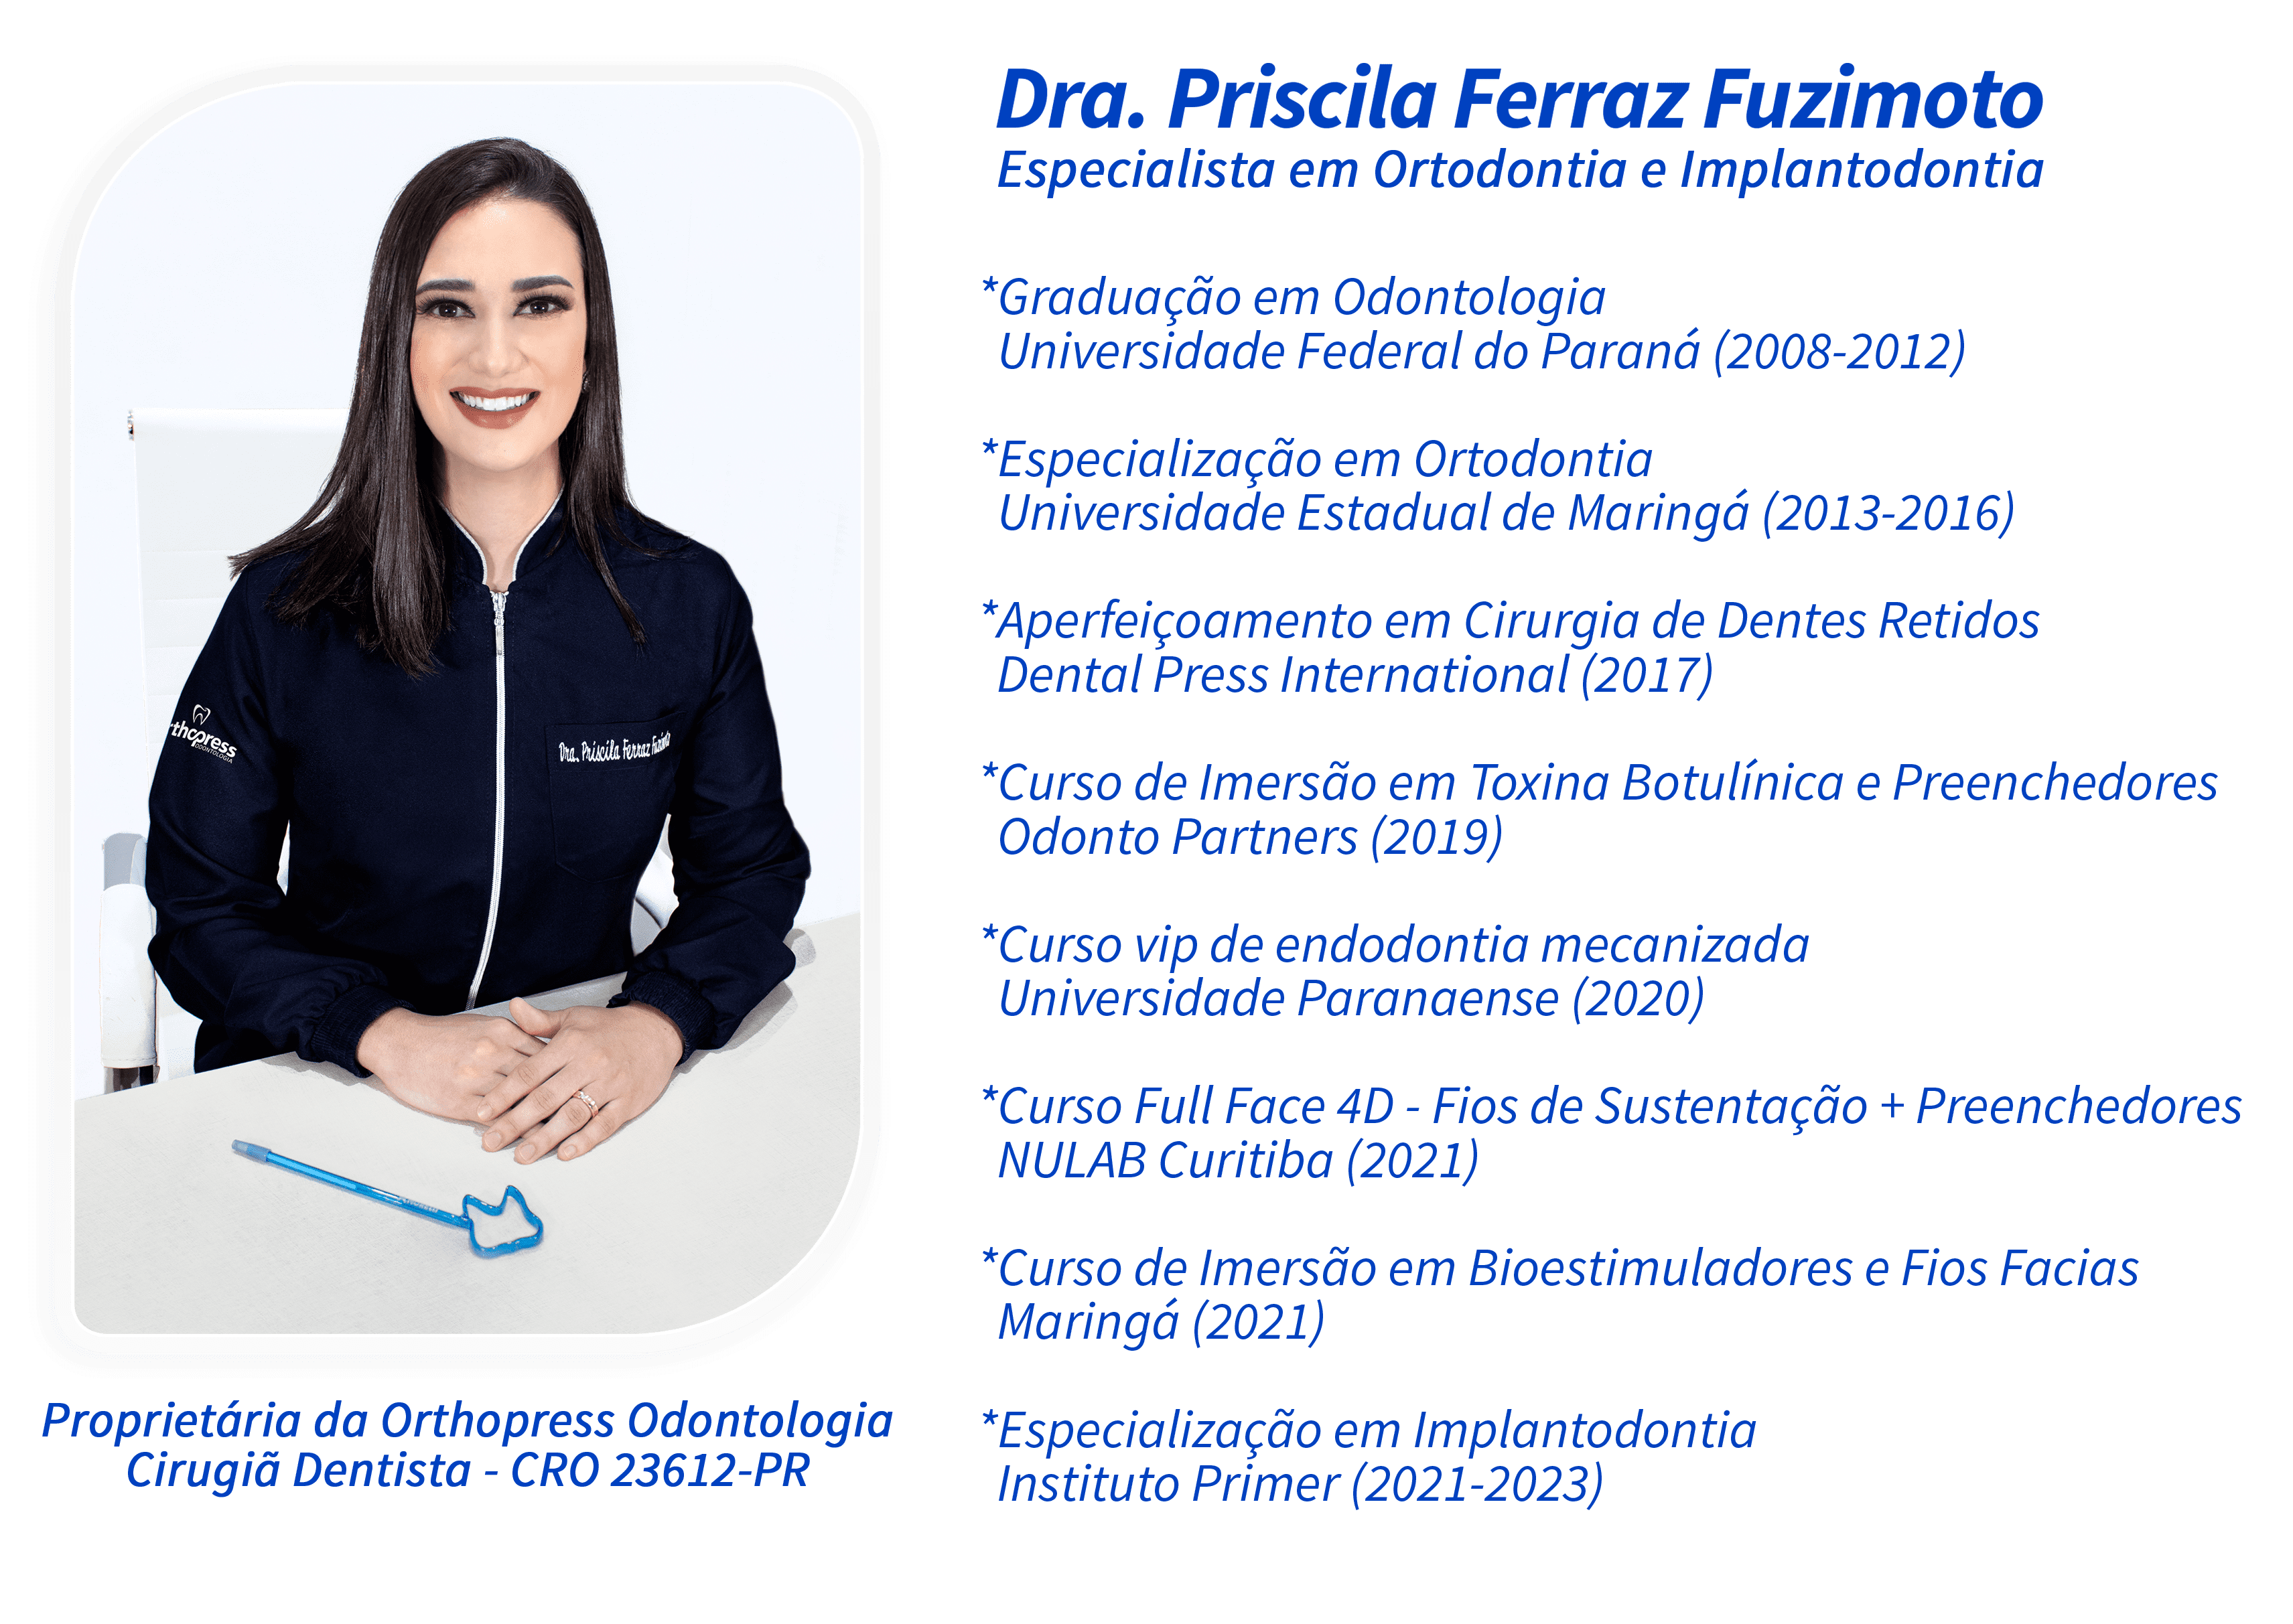 Dra. Priscila Ferraz Fuzimoto
Especialista em Ortodontia e Implantodontia
*Graduação em Odontologia
Universidade Federal do Paraná (2008-2012)
*Especialização em Ortodontia
Universidade Estadual de Maringá (2013-2016)
*Aperfeiçoamento em Cirurgia de Dentes Retidos
Dental Press International (2017)
*Curso de Imersão em Toxina Botulínica e Preenchedores
Odonto Partners (2019)
*Curso vip de endodontia mecanizada
Universidade Paranaense (2020)
*Curso Full Face 4D - Fios de Sustentação + Preenchedores
NULAB Curitiba (2021)
*Curso de Imersão em Bioestimuladores e Fios Facias
Maringá (2021)
*Especialização em Implantodontia
Instituto Primer (2021-2023)
rthopress
ODONTOLOGIA
Dra. Priscila Ferraz
Proprietária da Orthopress Odontologia
Cirugiã Dentista - CRO 23612-PR